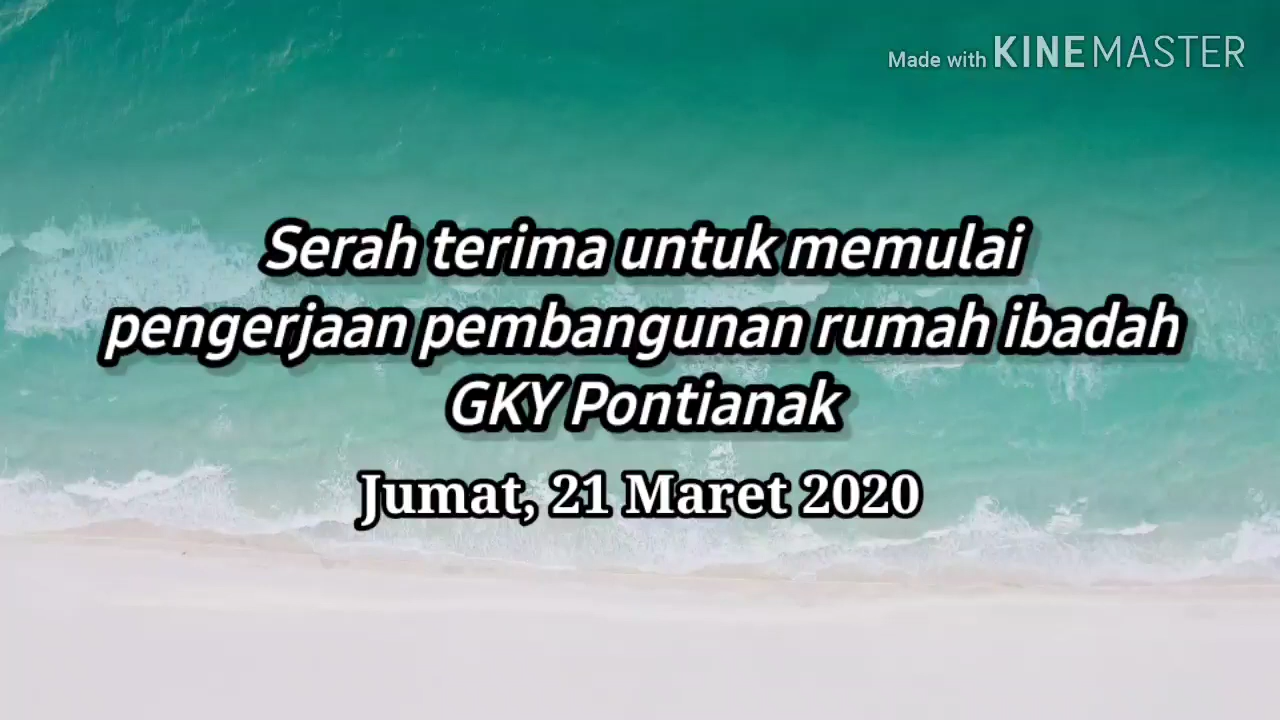 Made with KINEMASTER
Serah terima untuk memulai
pengerjaan pembangunan rumah ibadah
GKY Pontianak
Jumat, 21 Maret 2020